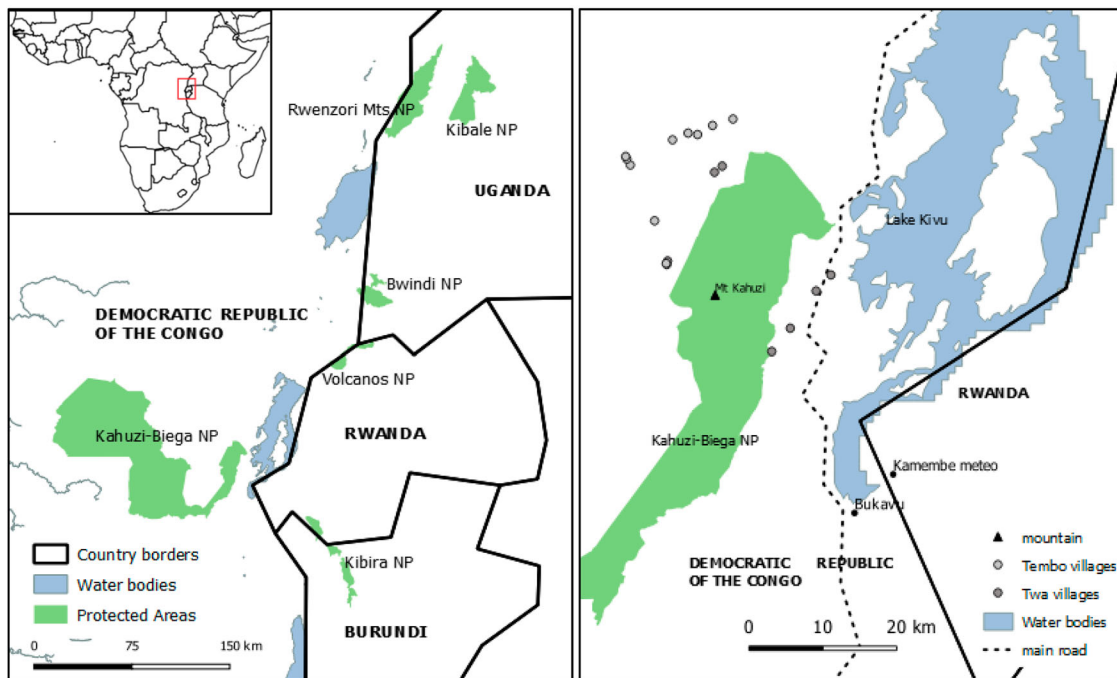 Rwenzori Mts NP
Kibale NP
UGANDA
Bwindi NP
DEMOCRATIC REPUBLIC
OF THE CONGO
Volcanos NP
Kahuzi-Biega NP
RWANDA
Kibira NP
BURUNDI
Country borders
Water bodies
Protected Areas
0 75 150 km
Lake Kivu
Mt Kahuzi
RWANDA
Kahuzi-Biega NP
Kamembe meteo
Bukavu
DEMOCRATIC REPUBLIC
OF THE CONGO
0 10 20 km
mountain
Tembo villages
Twa villages
Water bodies
main road